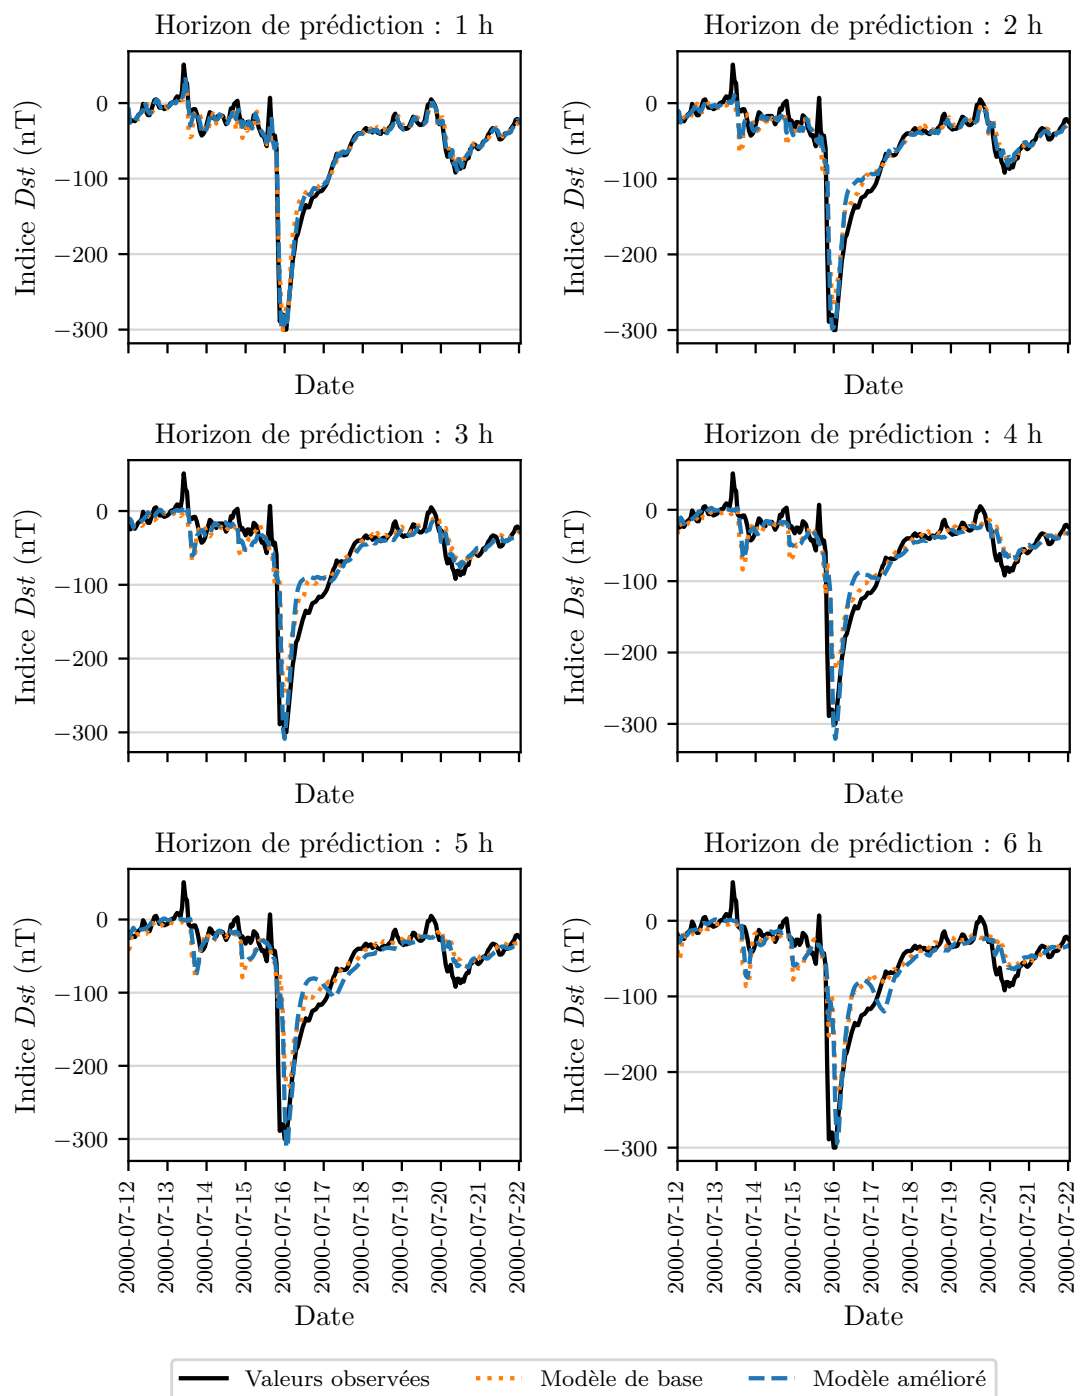 Horizon de prédiction : 1 h
Indice Dst (nT)
0
−100
−200
−300
Date
Horizon de prédiction : 2 h
Indice Dst (nT)
0
−100
−200
−300
Date
Horizon de prédiction : 3 h
Indice Dst (nT)
0
−100
−200
−300
Date
Horizon de prédiction : 4 h
Indice Dst (nT)
0
−100
−200
−300
Date
Horizon de prédiction : 5 h
Indice Dst (nT)
0
−100
−200
−300
2000-07-12
2000-07-13
2000-07-14
2000-07-15
2000-07-16
2000-07-17
2000-07-18
2000-07-19
2000-07-20
2000-07-21
2000-07-22
Date
Horizon de prédiction : 6 h
Indice Dst (nT)
0
−100
−200
−300
2000-07-12
2000-07-13
2000-07-14
2000-07-15
2000-07-16
2000-07-17
2000-07-18
2000-07-19
2000-07-20
2000-07-21
2000-07-22
Date
Valeurs observées
Modèle de base
Modèle amélioré